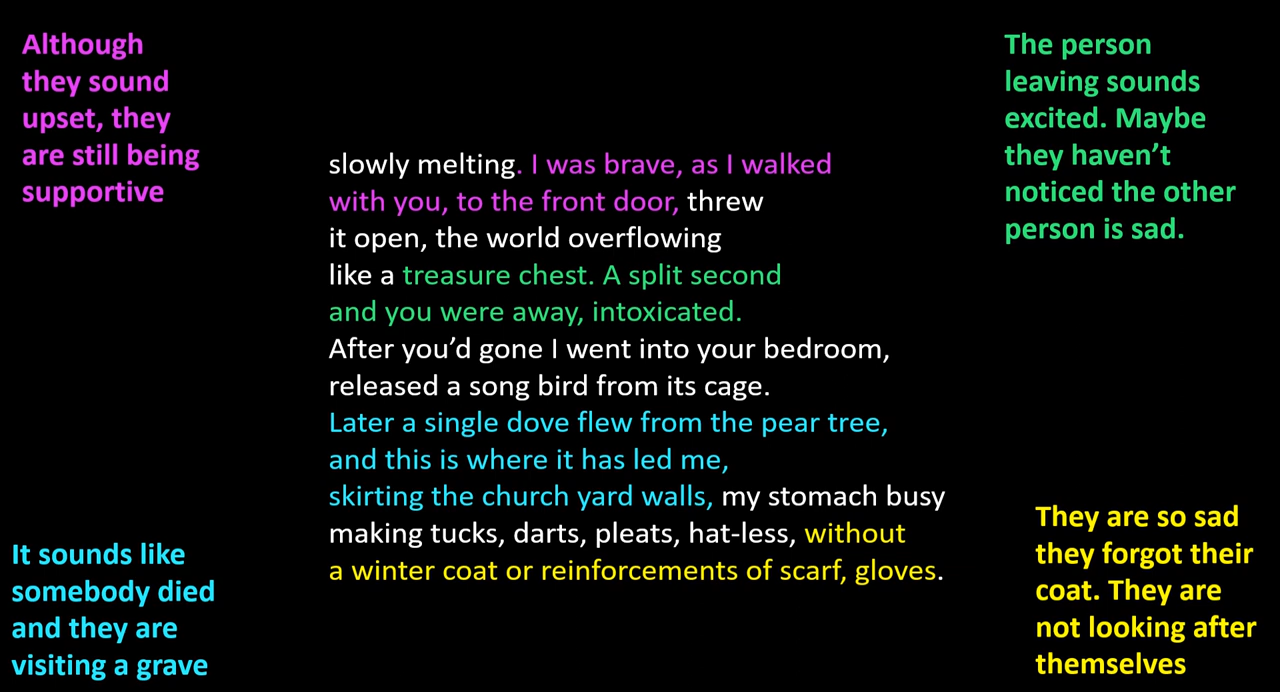 Although
they sound
upset, they
are still being
supportive
The person
leaving sounds
excited. Maybe
they haven’t
noticed the other
person is sad.
slowly melting. I was brave, as I walked
with you, to the front door, threw
it open, the world overflowing
like a treasure chest. A split second
and you were away, intoxicated.
After you’d gone I went into your bedroom,
released a song bird from its cage.
Later a single dove flew from the pear tree,
and this is where it has led me,
skirting the church yard walls, my stomach busy
making tucks, darts, pleats, hat-less, without
a winter coat or reinforcements of scarf, gloves.
It sounds like
somebody died
and they are
visiting a grave
They are so sad
they forgot their
coat. They are
not looking after
themselves